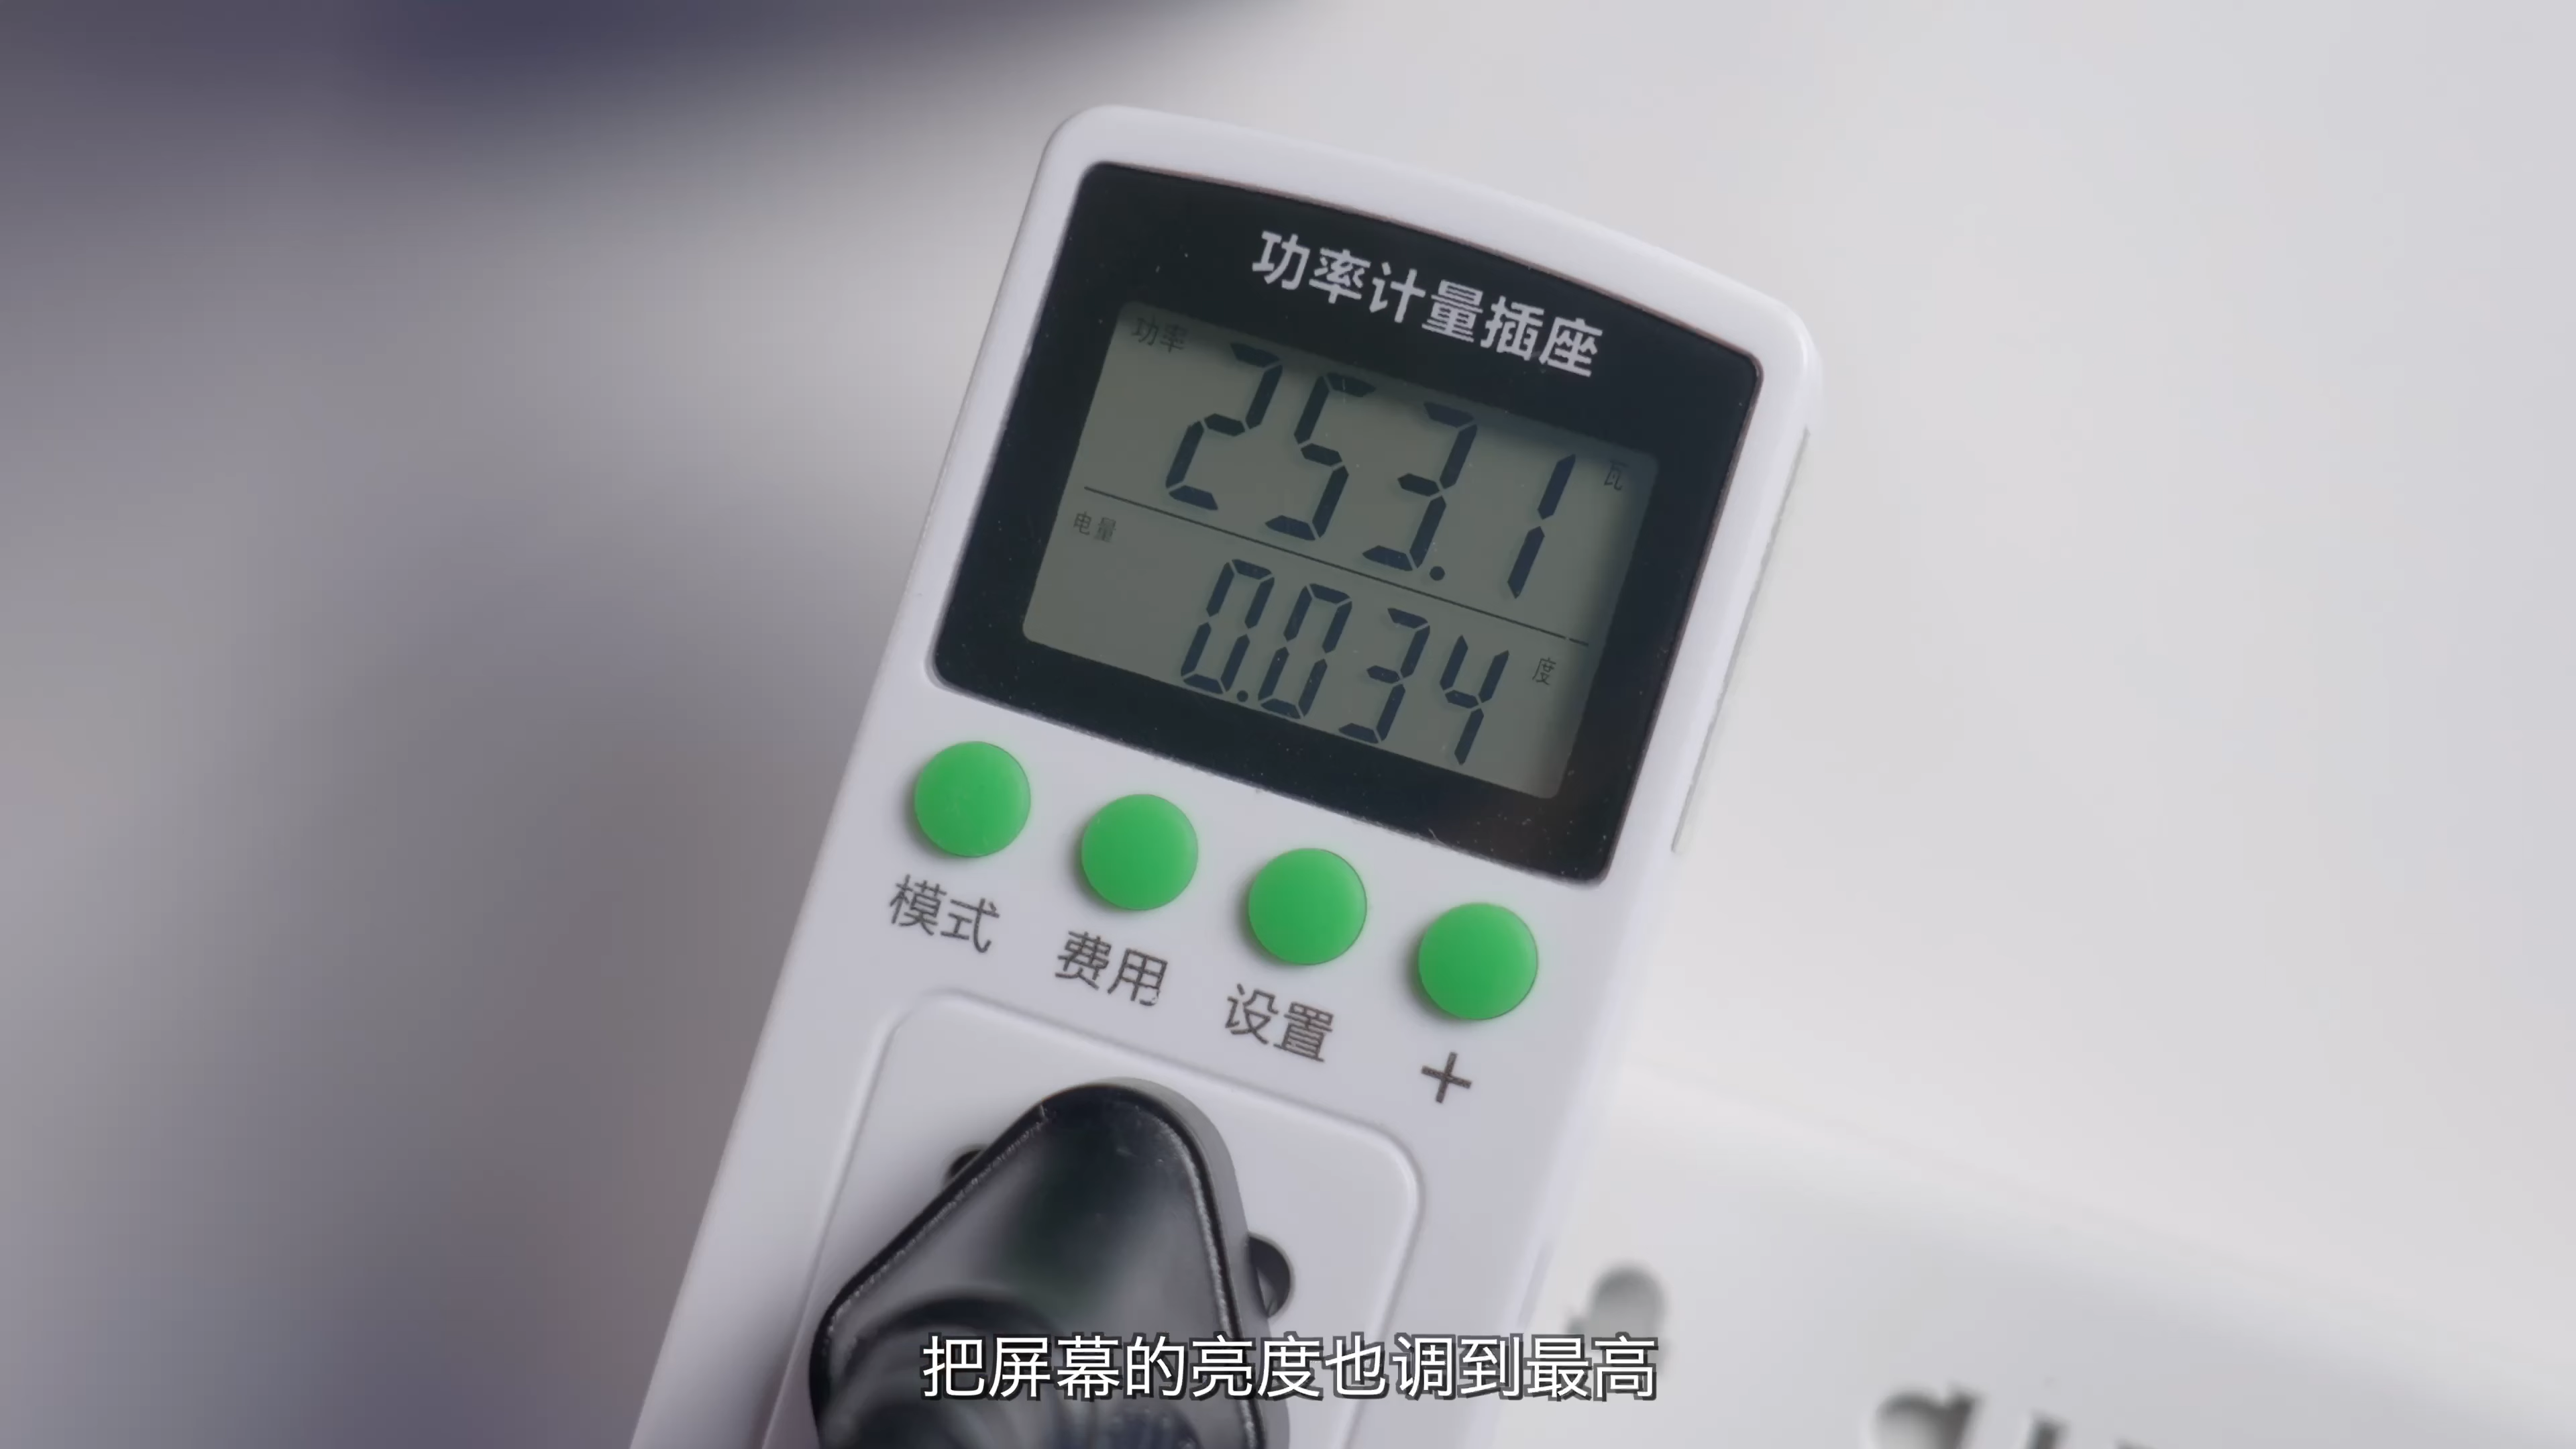 功率计量插座
功率
253.1 瓦
电量
0.034 度
模式 费用 设置 +
把屏幕的亮度也调到最高